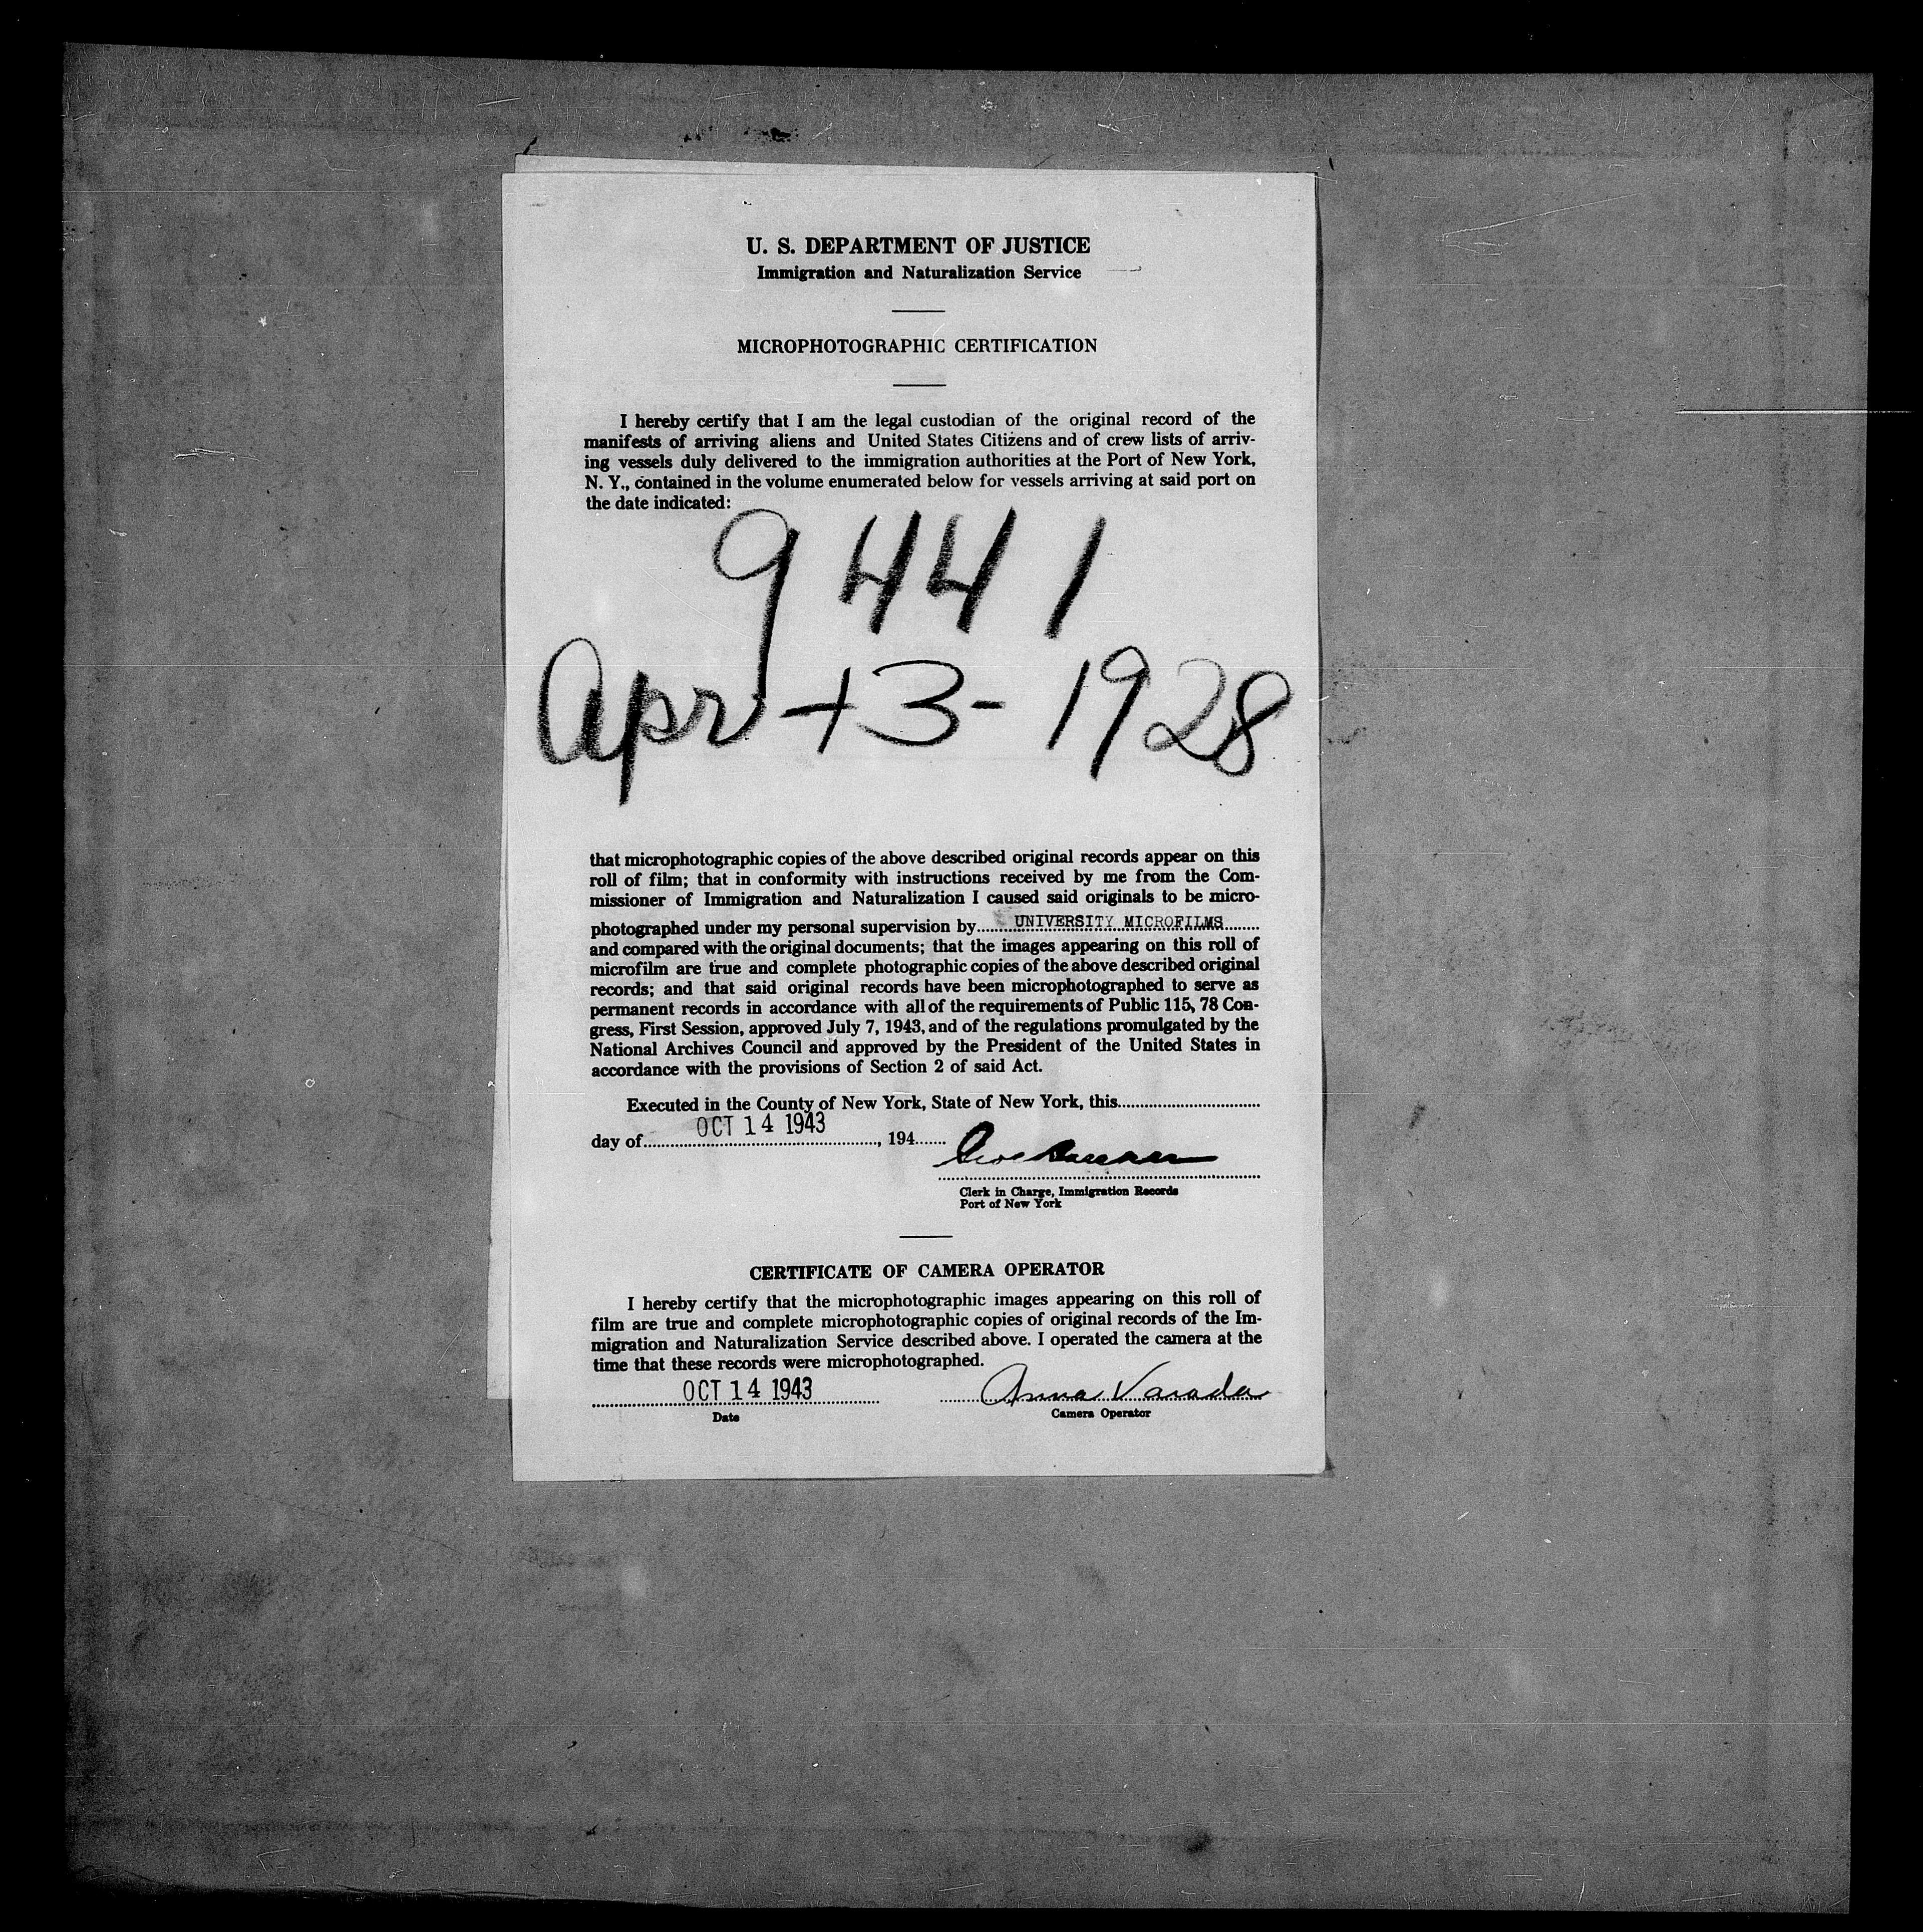 U. S. DEPARTMENT OF JUSTICE
Immigration and Naturalization Service
MICROPHOTOGRAPHIC CERTIFICATION
I hereby certify that I am the legal custodian of the original record of the
manifests of arriving aliens and United States Citizens and of crew lists of arriv-
ing vessels duly delivered to the immigration authorities at the Port of New York,
N. Y., contained in the volume enumerated below for vessels arriving at said port on
the date indicated:
9441
Apr +3- 1928
that microphotographic copies of the above described original records appear on this
roll of film; that in conformity with instructions received by me from the Com-
missioner of Immigration and Naturalization I caused said originals to be micro-
photographed under my personal supervision by UNIVERSITY MICROFILMS
and compared with the original documents; that the images appearing on this roll of
microfilm are true and complete photographic copies of the above described original
records; and that said original records have been microphotographed to serve as
permanent records in accordance with all of the requirements of Public 115, 78 Con-
gress, First Session, approved July 7, 1943, and of the regulations promulgated by the
National Archives Council and approved by the President of the United States in
accordance with the provisions of Section 2 of said Act.
Executed in the County of New York, State of New York, this
day of OCT 14 1943, 194
Clerk in Charge, Immigration Records
Port of New York
CERTIFICATE OF CAMERA OPERATOR
I hereby certify that the microphotographic images appearing on this roll of
film are true and complete microphotographic copies of original records of the Im-
migration and Naturalization Service described above. I operated the camera at the
time that these records were microphotographed.
OCT 14 1943 Anna Varada
Date Camera Operator